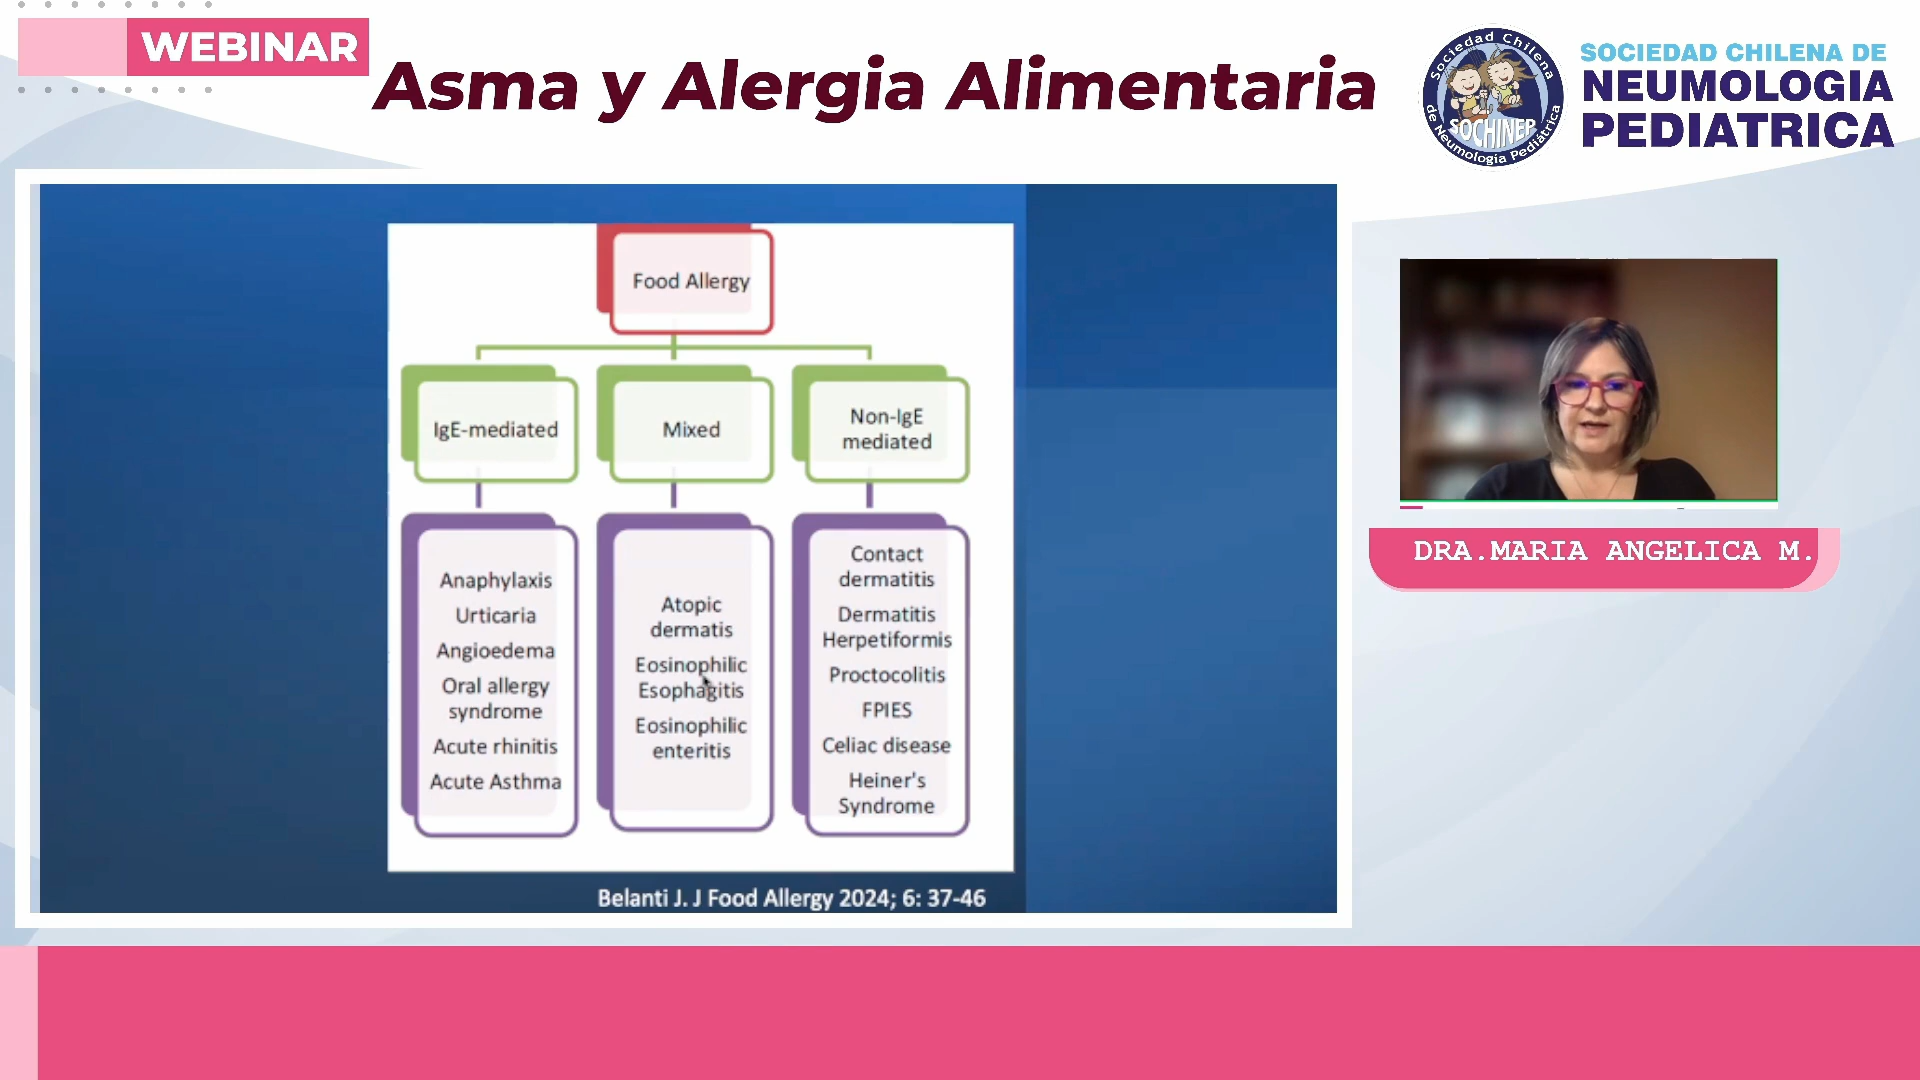 WEBINAR
Asma y Alergia Alimentaria
Sociedad Chilena
de Neumología Pediátrica
SOCHINEP
SOCIEDAD CHILENA DE
NEUMOLOGIA
PEDIATRICA
Food Allergy
IgE-mediated
Mixed
Non-IgE
mediated
Anaphylaxis
Urticaria
Angioedema
Oral allergy
syndrome
Acute rhinitis
Acute Asthma
Atopic
dermatis
Eosinophilic
Esophagitis
Eosinophilic
enteritis
Contact
dermatitis
Dermatitis
Herpetiformis
Proctocolitis
FPIES
Celiac disease
Heiner's
Syndrome
Belanti J. J Food Allergy 2024; 6: 37-46
DRA.MARIA ANGELICA M.